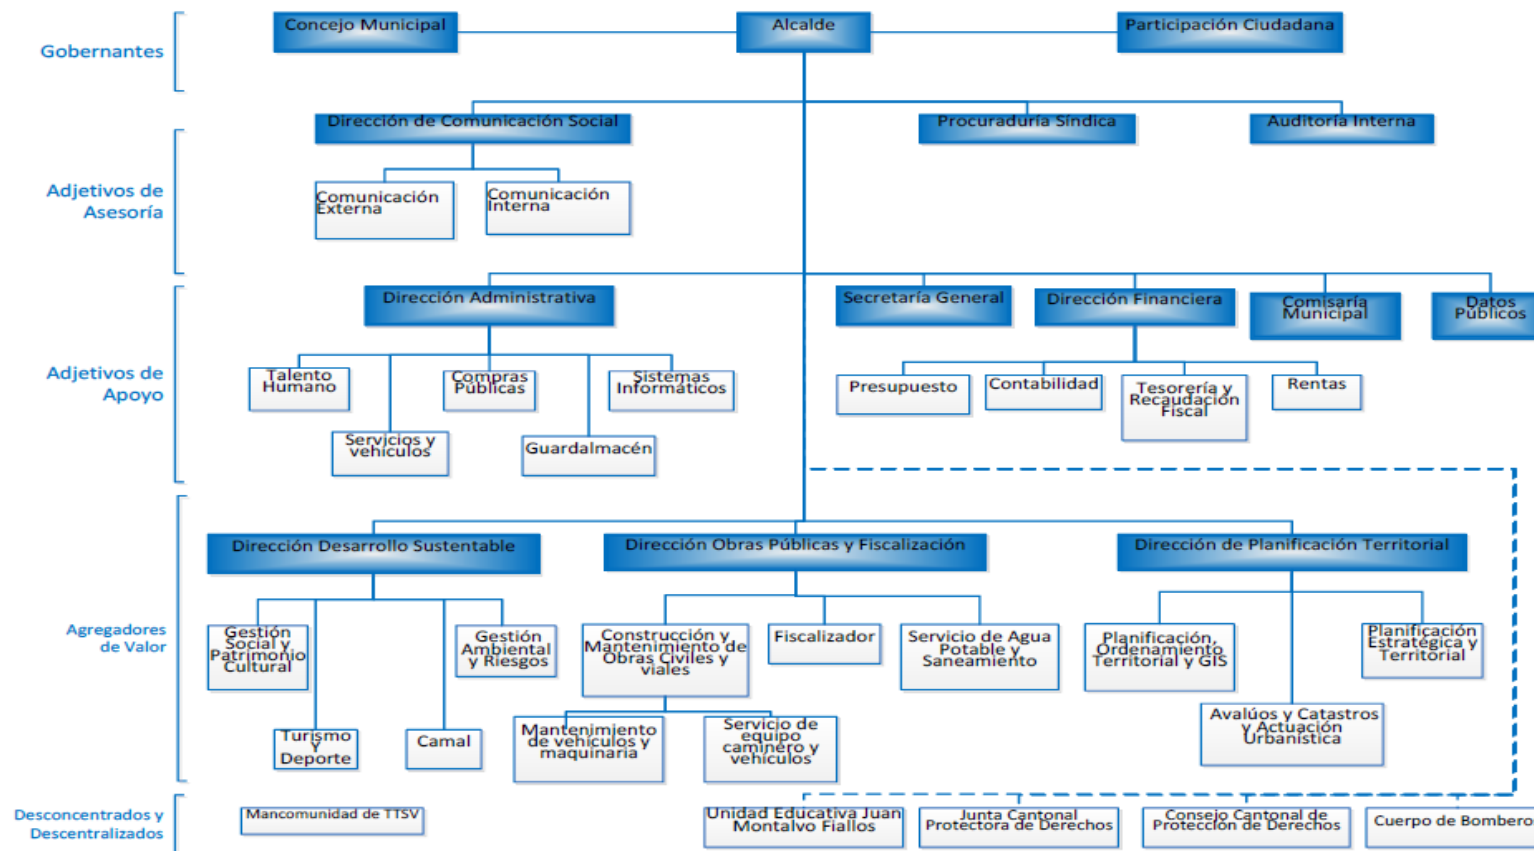 Gobernantes
Concejo Municipal
Alcalde
Participación Ciudadana
Adjetivos de
Asesoría
Dirección de Comunicación Social
Procuraduría Síndica
Auditoría Interna
Comunicación
Externa
Comunicación
Interna
Adjetivos de
Apoyo
Dirección Administrativa
Secretaría General
Dirección Financiera
Comisaría
Municipal
Datos
Públicos
Talento
Humano
Compras
Públicas
Sistemas
Informáticos
Servicios y
vehículos
Guardalmacén
Presupuesto
Contabilidad
Tesorería y
Recaudación
Fiscal
Rentas
Agregadores
de Valor
Dirección Desarrollo Sustentable
Dirección Obras Públicas y Fiscalización
Dirección de Planificación Territorial
Gestión
Social y
Patrimonio
Cultural
Gestión
Ambiental
y Riesgos
Turismo
y
Deporte
Camal
Construcción y
Mantenimiento de
Obras Civiles y
viales
Fiscalizador
Servicio de Agua
Potable y
Saneamiento
Mantenimiento
de vehículos y
maquinaria
Servicio de
equipo
caminero y
vehículos
Planificación,
Ordenamiento
Territorial y GIS
Planificación
Estratégica y
Territorial
Avalúos y Catastros
y Actuación
Urbanística
Desconcentrados y
Descentralizados
Mancomunidad de TTSV
Unidad Educativa Juan
Montalvo Fiallos
Junta Cantonal
Protectora de Derechos
Consejo Cantonal de
Protección de Derechos
Cuerpo de Bombero